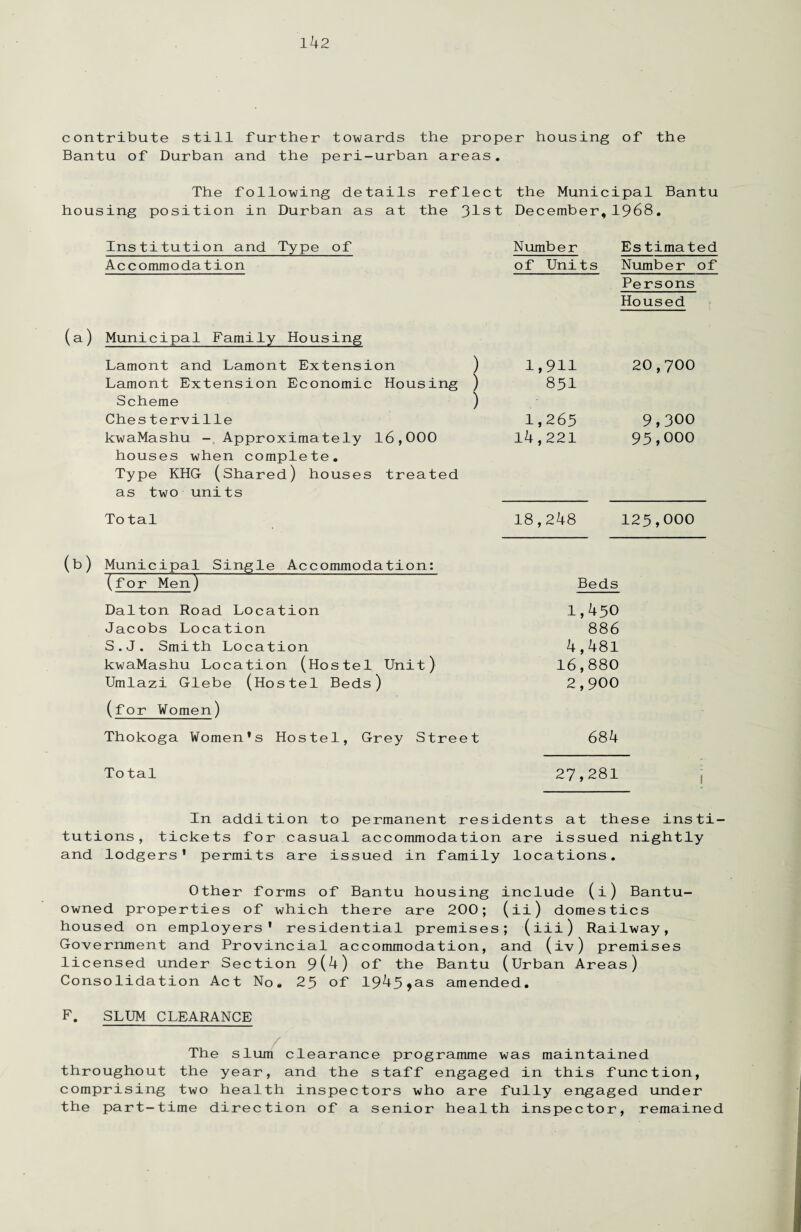 142
contribute still further towards the proper housing of the
Bantu of Durban and the peri-urban areas.
The following details reflect the Municipal Bantu
housing position in Durban as at the 31st December,1968.
Institution and Type of Number Estimated
Accommodation of Units Number of
Persons
Housed
(a) Municipal Family Housing
Lamont and Lamont Extension ) 1,911 20,700
Lamont Extension Economic Housing ) 851
Scheme )
Chesterville 1,265 9,300
kwaMashu - Approximately 16,000 14,221 95,000
houses when complete.
Type KHG (Shared) houses treated
as two units
Total 18,248 125,000
(b) Municipal Single Accommodation:
(for Men) Beds
Dalton Road Location 1,450
Jacobs Location 886
S.J. Smith Location 4,481
kwaMashu Location (Hostel Unit) 16,880
Umlazi Glebe (Hostel Beds) 2,900
(for Women)
Thokoga Women's Hostel, Grey Street 684
Total 27,281
In addition to permanent residents at these insti-
tutions, tickets for casual accommodation are issued nightly
and lodgers' permits are issued in family locations.
Other forms of Bantu housing include (i) Bantu-
owned properties of which there are 200; (ii) domestics
housed on employers' residential premises; (iii) Railway,
Government and Provincial accommodation, and (iv) premises
licensed under Section 9(4) of the Bantu (Urban Areas)
Consolidation Act No. 25 of 1945,as amended.
F. SLUM CLEARANCE
The slum clearance programme was maintained
throughout the year, and the staff engaged in this function,
comprising two health inspectors who are fully engaged under
the part-time direction of a senior health inspector, remained